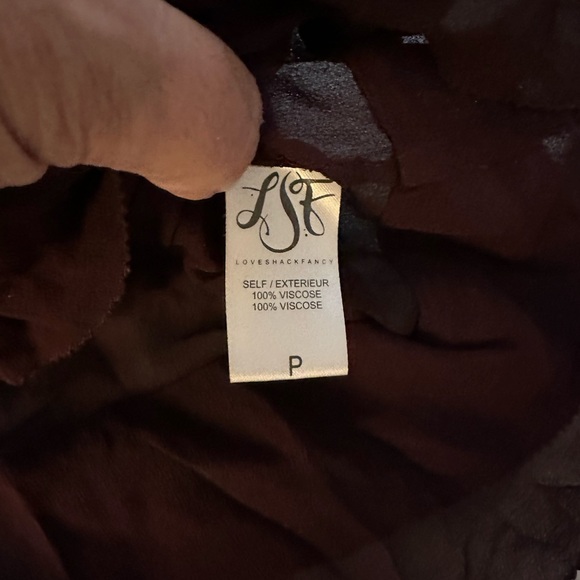 LSF
LOVESHACKFANCY
SELF / EXTERIEUR
100% VISCOSE
100% VISCOSE
P